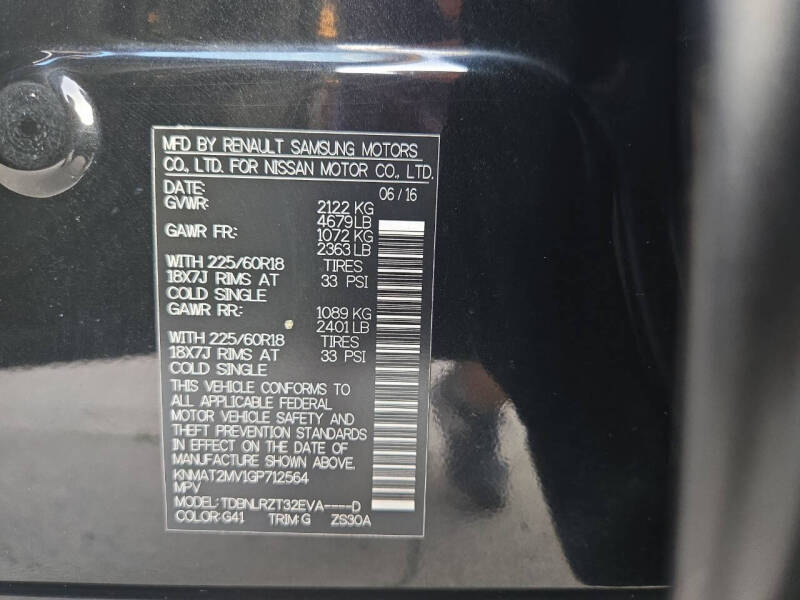 MFD BY RENAULT SAMSUNG MOTORS
CO., LTD. FOR NISSAN MOTOR CO., LTD.
DATE: 06/16
GVWR: 2122 KG
4679 LB
GAWR FR: 1072 KG
2363 LB
WITH 225/60R18 TIRES
18X7J RIMS AT 33 PSI
COLD SINGLE
GAWR RR: 1089 KG
2401 LB
WITH 225/60R18 TIRES
18X7J RIMS AT 33 PSI
COLD SINGLE
THIS VEHICLE CONFORMS TO
ALL APPLICABLE FEDERAL
MOTOR VEHICLE SAFETY AND
THEFT PREVENTION STANDARDS
IN EFFECT ON THE DATE OF
MANUFACTURE SHOWN ABOVE.
KNMAT2MV1GP712564
MPV
MODEL: TDBNLRZT32EVA----D
COLOR: G41 TRIM: G ZS30A